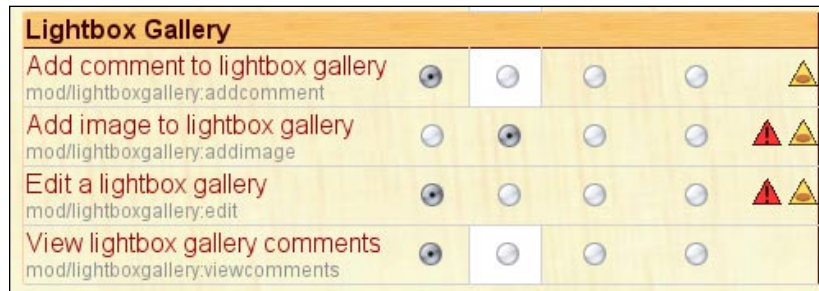 Lightbox Gallery
Add comment to lightbox gallery
mod/lightboxgallery:addcomment
Add image to lightbox gallery
mod/lightboxgallery:addimage
Edit a lightbox gallery
mod/lightboxgallery:edit
View lightbox gallery comments
mod/lightboxgallery:viewcomments